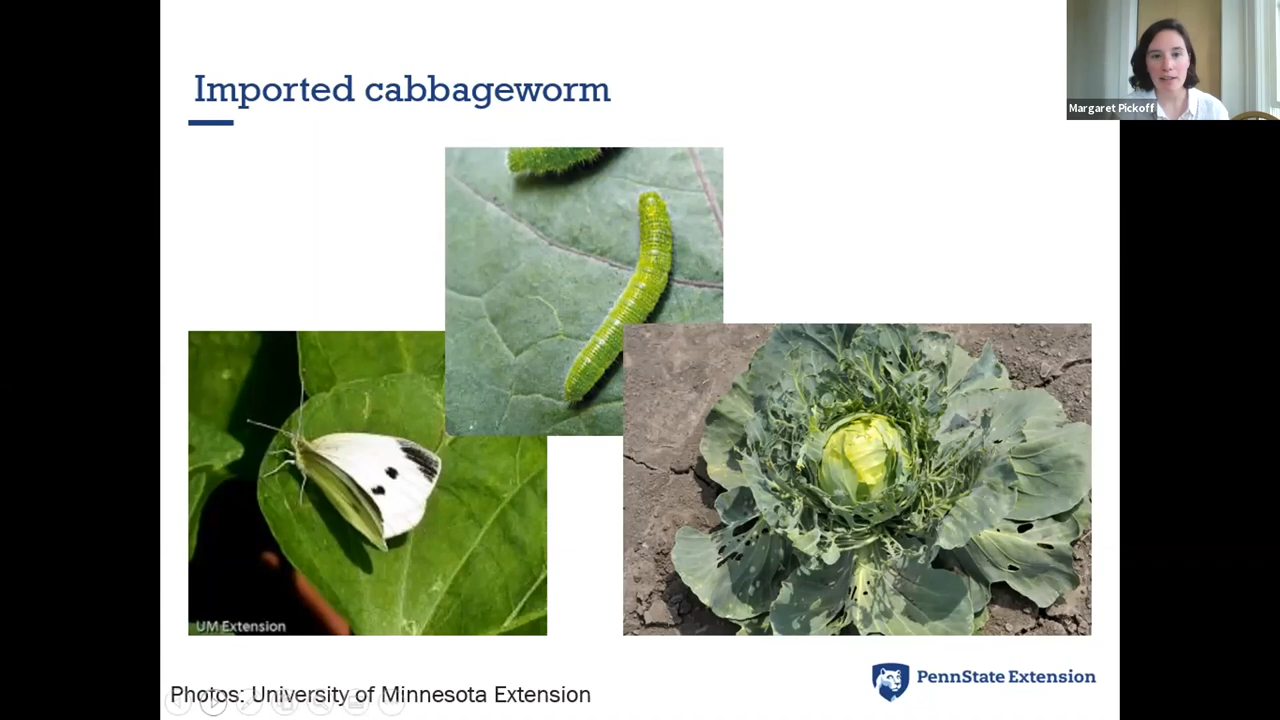 Margaret Pickoff
Imported cabbageworm
UM Extension
PennState Extension
Photos: University of Minnesota Extension